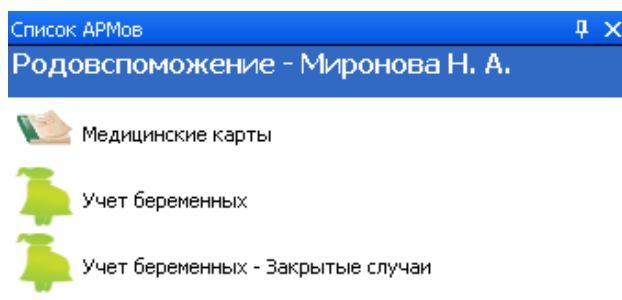 Список АРМов
Родовспоможение - Миронова Н. А.
Медицинские карты
Учет беременных
Учет беременных - Закрытые случаи